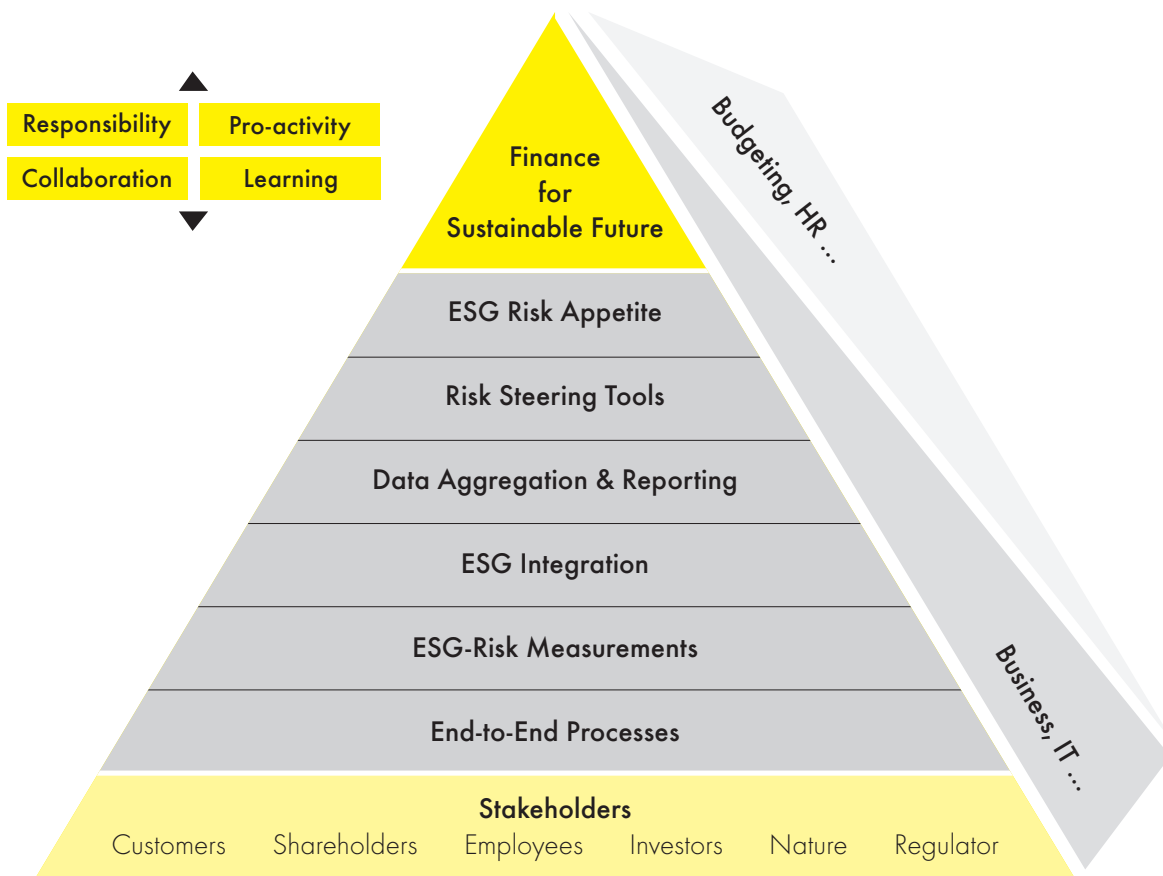 Responsibility
Pro-activity
Collaboration
Learning
Finance
for
Sustainable Future
ESG Risk Appetite
Risk Steering Tools
Data Aggregation & Reporting
ESG Integration
ESG-Risk Measurements
End-to-End Processes
Stakeholders
Customers Shareholders Employees Investors Nature Regulator
Budgeting, HR ...
Business, IT ...